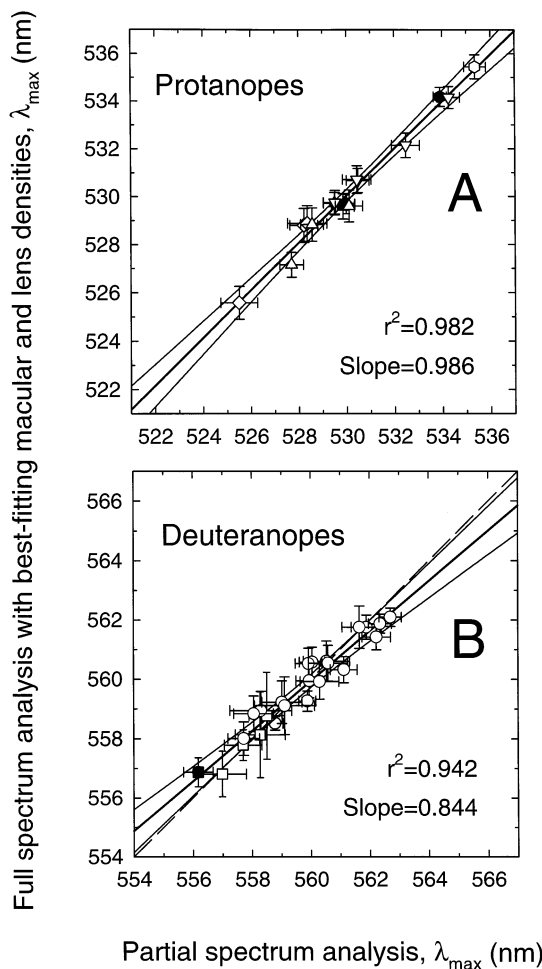 Full spectrum analysis with best-fitting macular and lens densities, λmax (nm)
536
534
532
530
528
526
524
522
Protanopes
A
r²=0.982
Slope=0.986
522 524 526 528 530 532 534 536
566
564
562
560
558
556
554
Deuteranopes
B
r²=0.942
Slope=0.844
554 556 558 560 562 564 566
Partial spectrum analysis, λmax (nm)